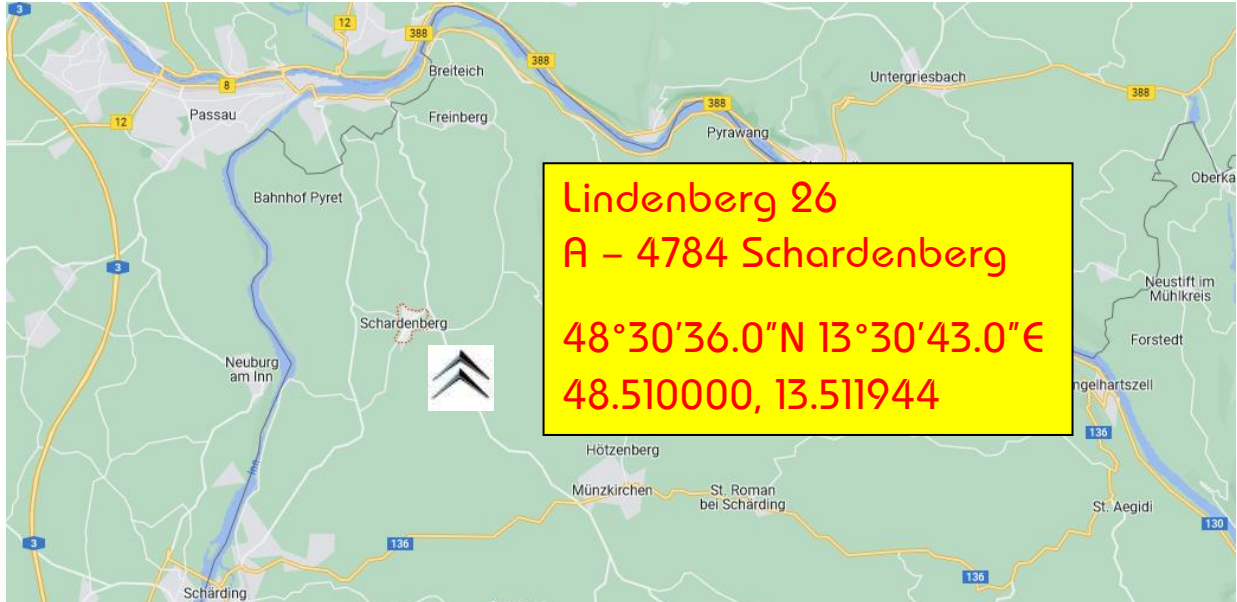 3
12
388
388
Breiteich
8
Passau
12
Freinberg
Untergriesbach
388
388
Pyrawang
Oberka
Bahnhof Pyret
3
Lindenberg 26
A – 4784 Schardenberg
48°30'36.0"N 13°30'43.0"E
48.510000, 13.511944
Neustift im
Mühlkreis
Schardenberg
Forstedt
Neuburg
am Inn
ngelhartszell
136
Hötzenberg
Inn
Münzkirchen
St. Roman
bei Schärding
St. Aegidi
130
3
136
136
Schärding